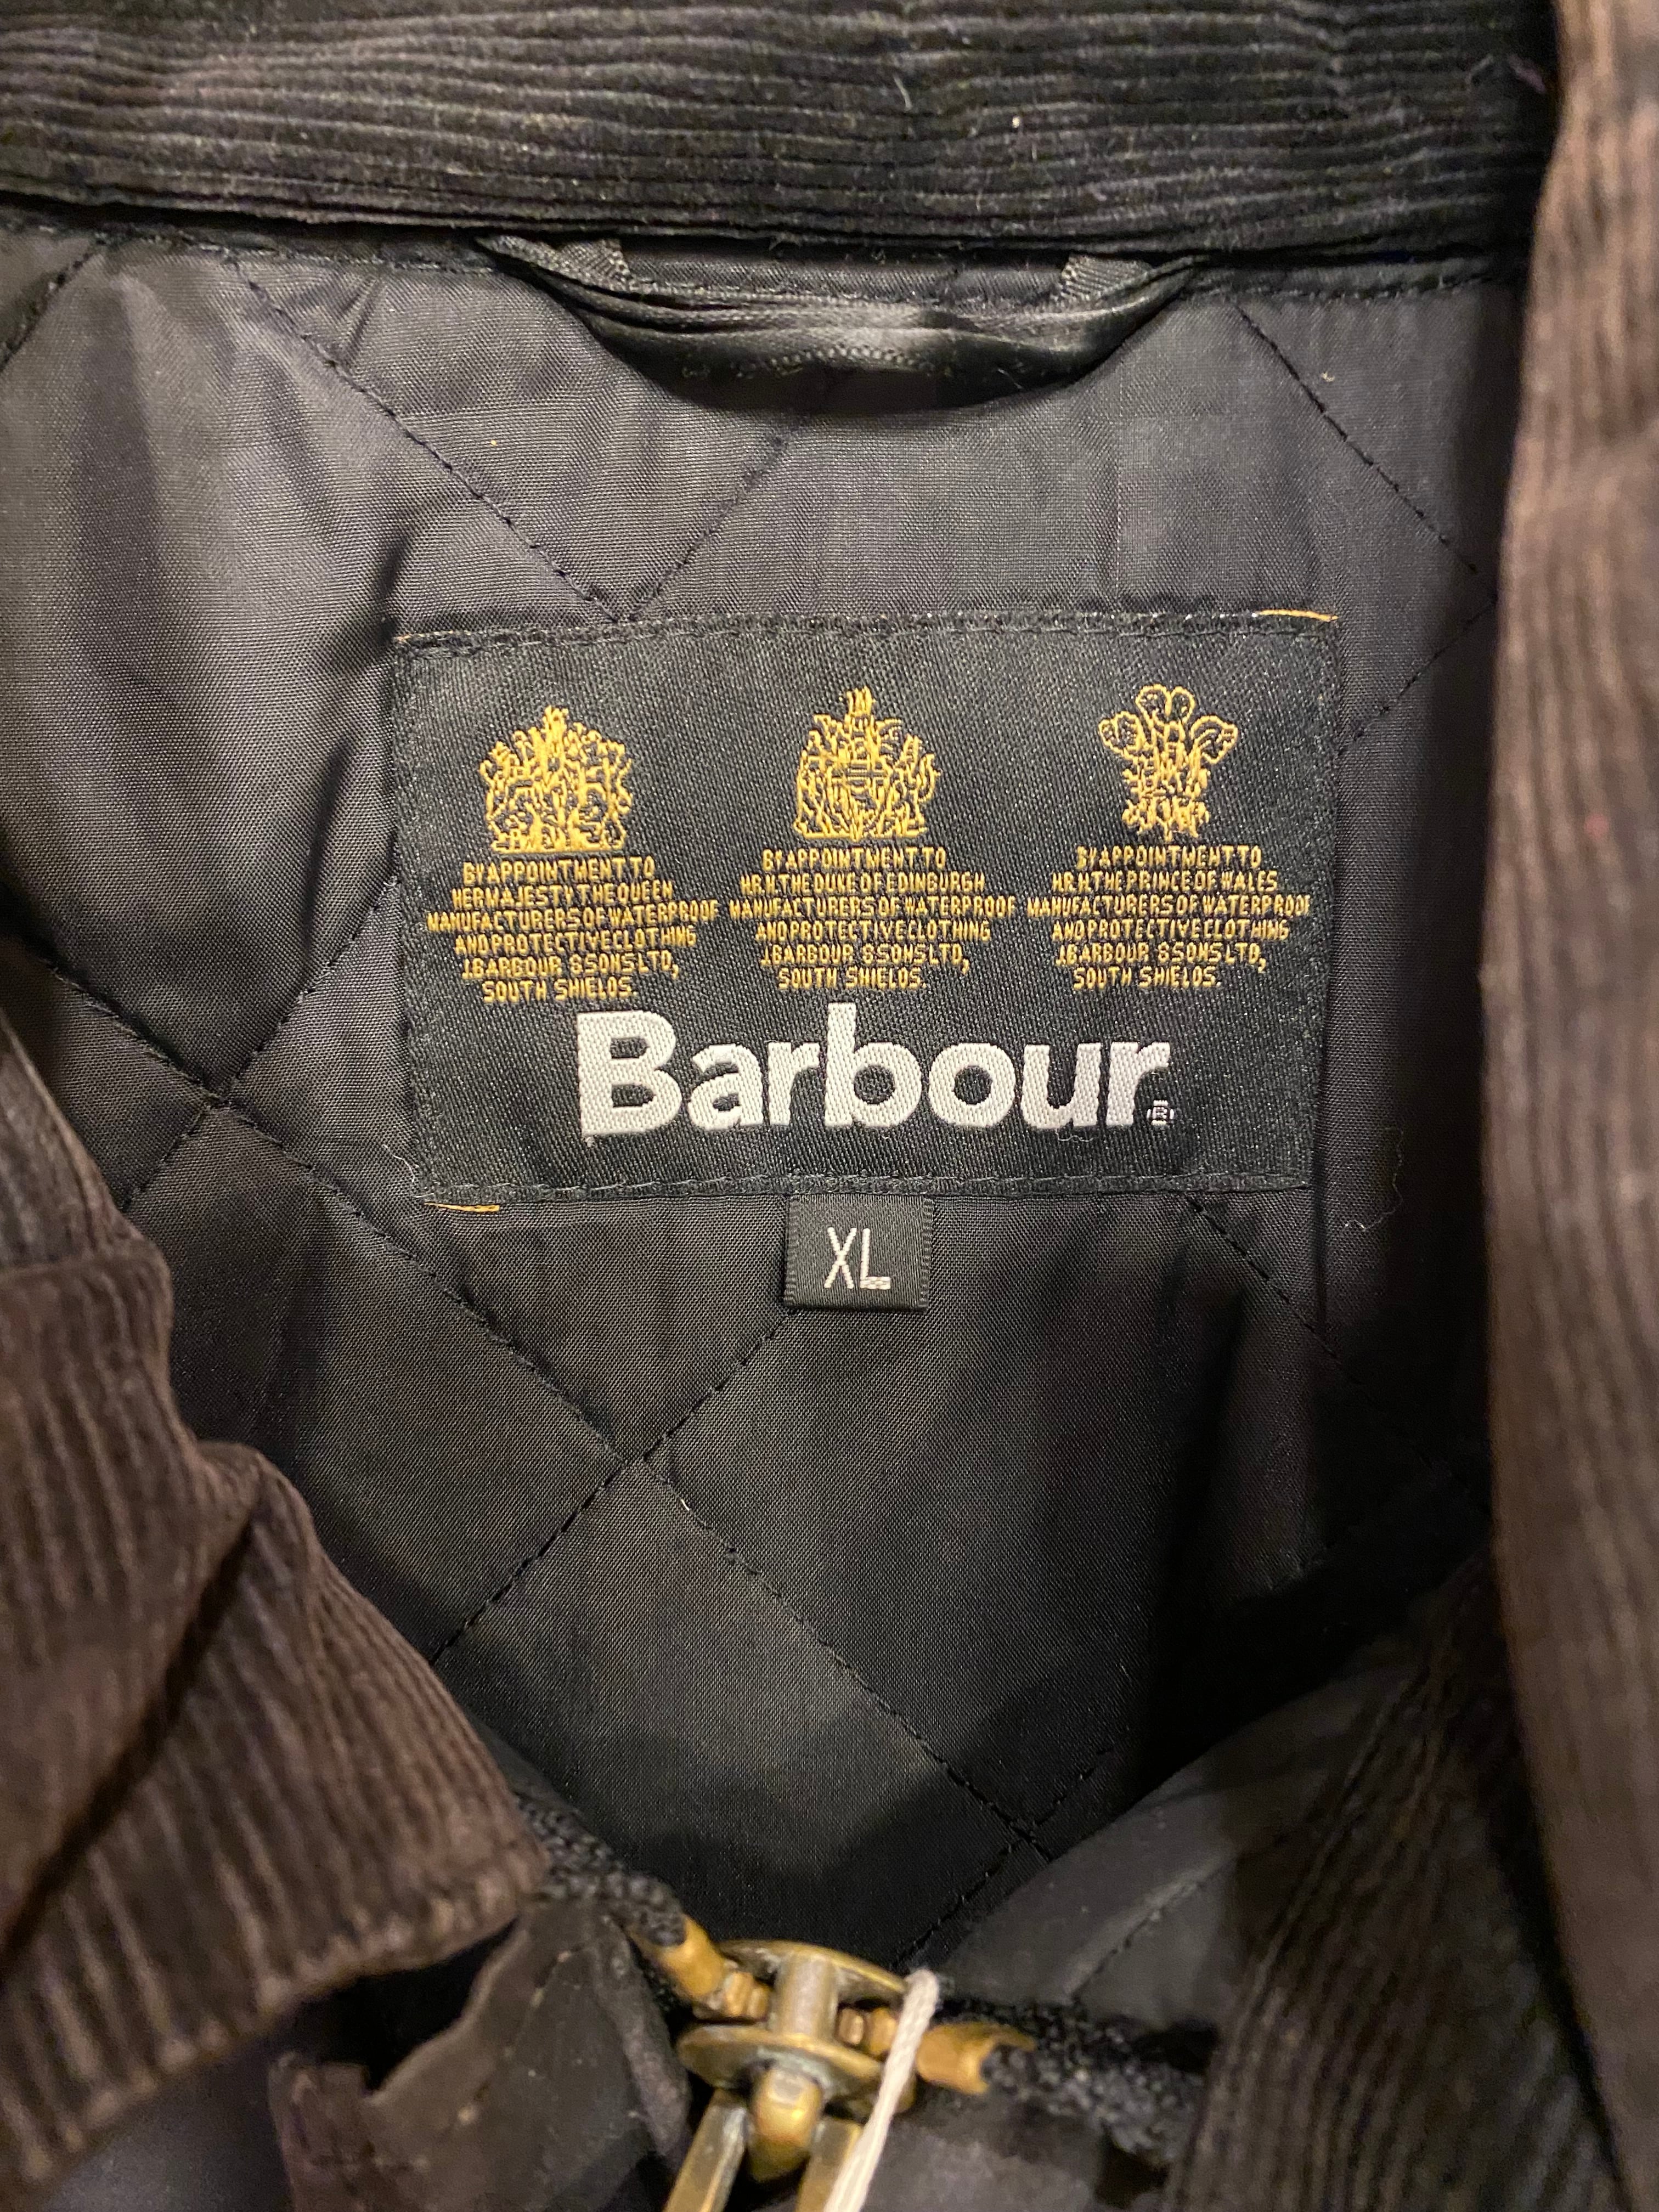 BY APPOINTMENT TO
HER MAJESTY THE QUEEN
MANUFACTURERS OF WATERPROOF
AND PROTECTIVE CLOTHING
J.BARBOUR & SONS LTD,
SOUTH SHIELDS.
BY APPOINTMENT TO
H.R.H. THE DUKE OF EDINBURGH
MANUFACTURERS OF WATERPROOF
AND PROTECTIVE CLOTHING
J.BARBOUR & SONS LTD,
SOUTH SHIELDS.
BY APPOINTMENT TO
H.R.H. THE PRINCE OF WALES
MANUFACTURERS OF WATERPROOF
AND PROTECTIVE CLOTHING
J.BARBOUR & SONS LTD,
SOUTH SHIELDS.
Barbour®
XL